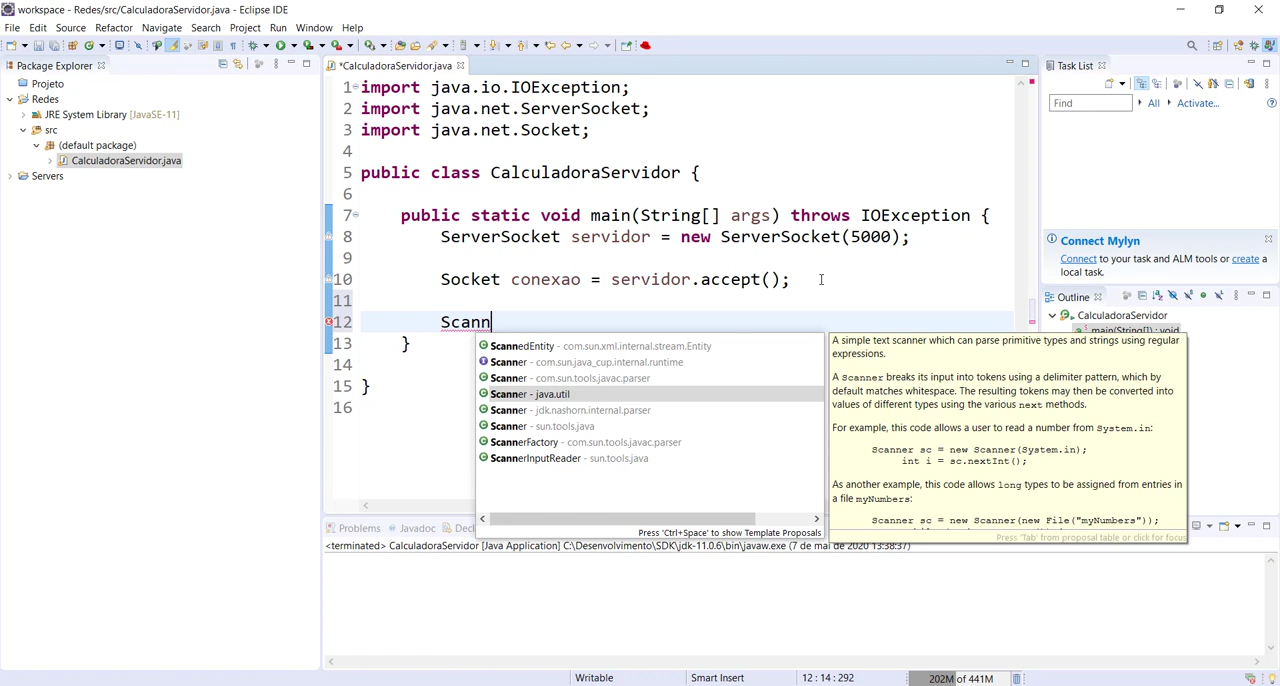 workspace - Redes/src/CalculadoraServidor.java - Eclipse IDE
File Edit Source Refactor Navigate Search Project Run Window Help
Package Explorer
Projeto
Redes
JRE System Library [JavaSE-11]
src
(default package)
CalculadoraServidor.java
Servers
*CalculadoraServidor.java
1 import java.io.IOException;
2 import java.net.ServerSocket;
3 import java.net.Socket;
4
5 public class CalculadoraServidor {
6
7 public static void main(String[] args) throws IOException {
8 ServerSocket servidor = new ServerSocket(5000);
9
10 Socket conexao = servidor.accept();
11
12 Scann
13 }
14
15 }
16
ScannedEntity - com.sun.xml.internal.stream.Entity
Scanner - com.sun.java_cup.internal.runtime
Scanner - com.sun.tools.javac.parser
Scanner - java.util
Scanner - jdk.nashorn.internal.parser
Scanner - sun.tools.java
ScannerFactory - com.sun.tools.javac.parser
ScannerInputReader - sun.tools.java
Press 'Ctrl+Space' to show Template Proposals
A simple text scanner which can parse primitive types and strings using regular
expressions.
A Scanner breaks its input into tokens using a delimiter pattern, which by
default matches whitespace. The resulting tokens may then be converted into
values of different types using the various next methods.
For example, this code allows a user to read a number from System.in:
Scanner sc = new Scanner(System.in);
int i = sc.nextInt();
As another example, this code allows long types to be assigned from entries in
a file myNumbers:
Scanner sc = new Scanner(new File("myNumbers"));
Press 'Tab' from proposal table or click for focus
Task List
Find
All
Activate...
Connect Mylyn
Connect to your task and ALM tools or create a
local task.
Outline
CalculadoraServidor
main(String[]) : void
Problems
Javadoc
Decl
<terminated> CalculadoraServidor [Java Application] C:\Desenvolvimento\SDK\jdk-11.0.6\bin\javaw.exe (7 de mai de 2020 13:38:37)
Writable
Smart Insert
12 : 14 : 292
202M of 441M